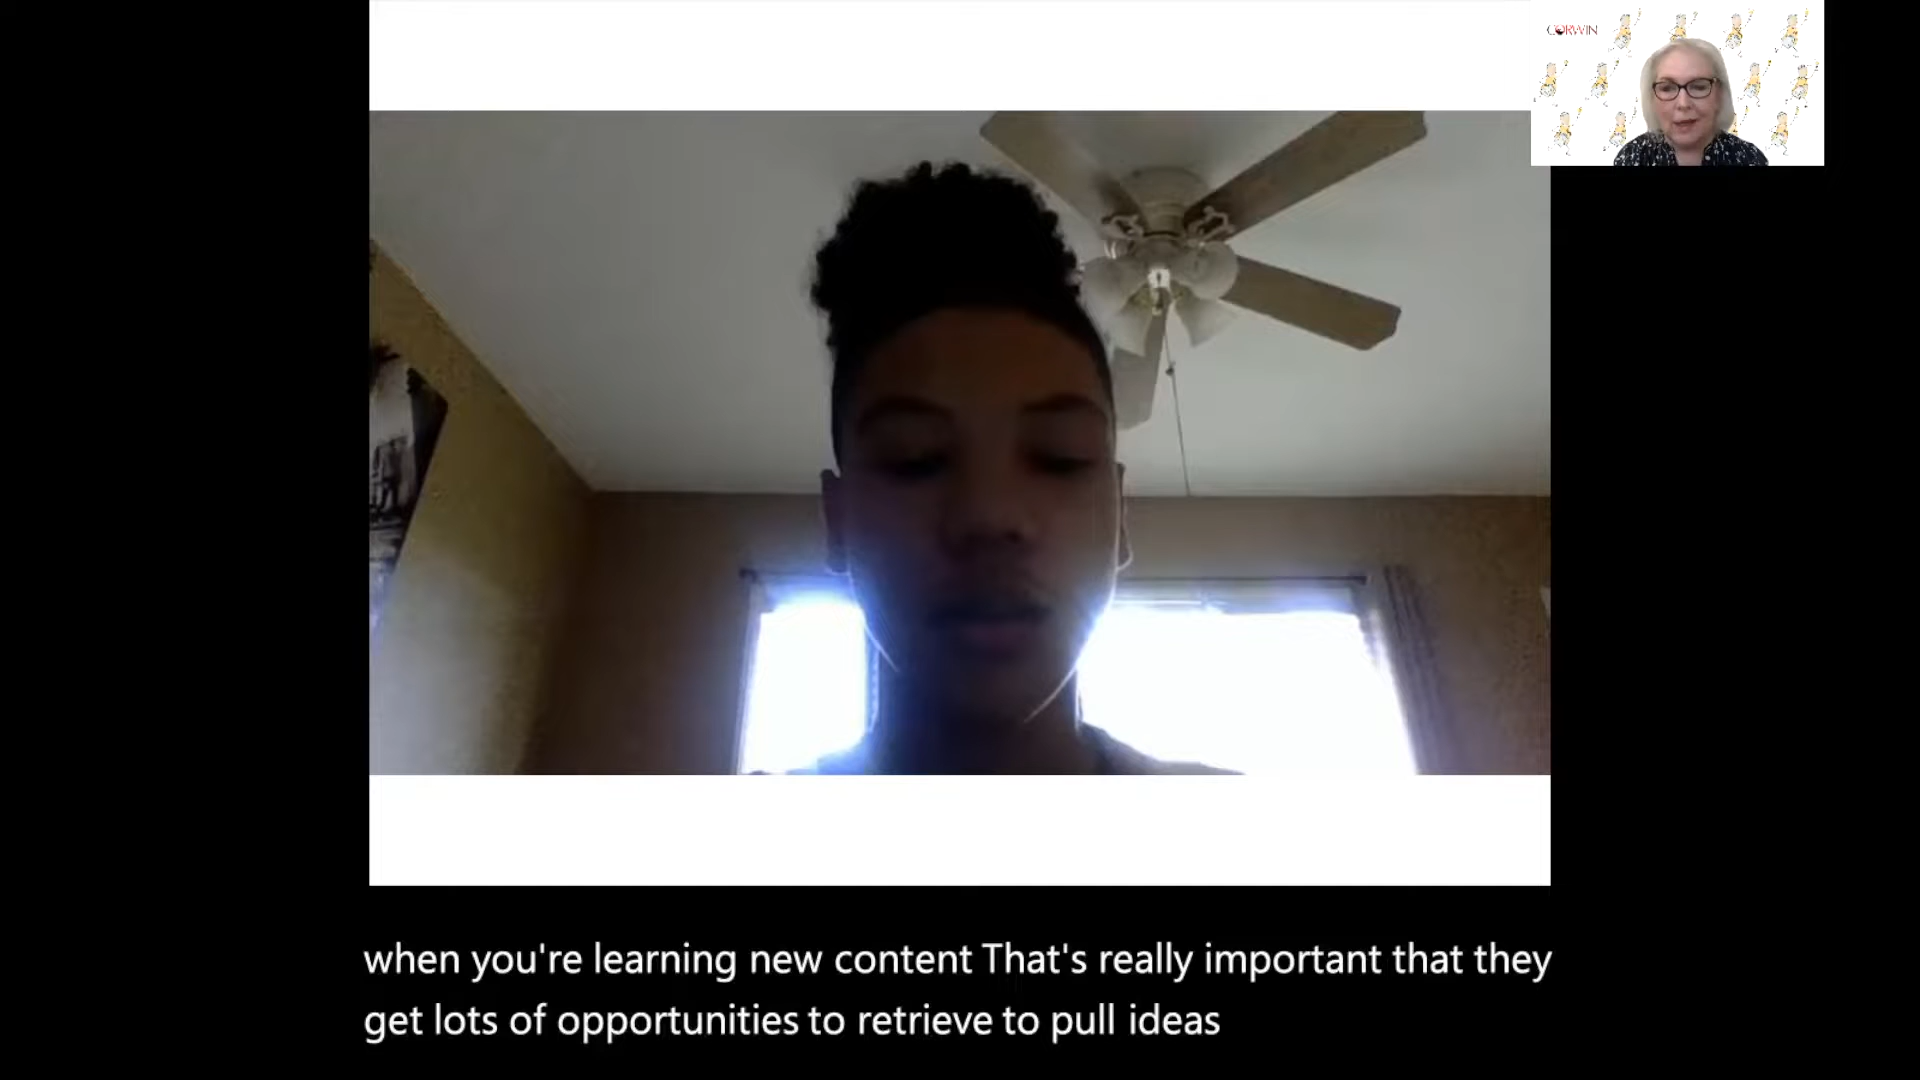 CORWIN
when you're learning new content That's really important that they
get lots of opportunities to retrieve to pull ideas